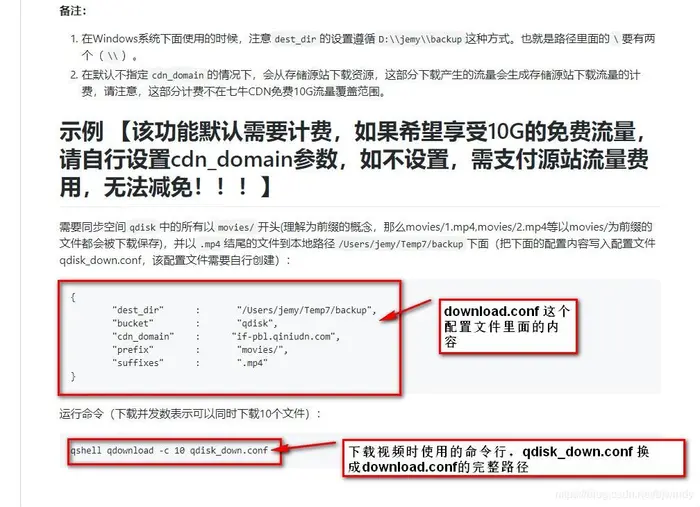 备注：
1. 在Windows系统下面使用的时候，注意 dest_dir 的设置遵循 D:\\jemy\\backup 这种方式。也就是路径里面的 \ 要有两
个（ \\ ）。
2. 在默认不指定 cdn_domain 的情况下，会从存储源站下载资源，这部分下载产生的流量会生成存储源站下载流量的计
费，请注意，这部分计费不在七牛CDN免费10G流量覆盖范围。
示例 【该功能默认需要计费，如果希望享受10G的免费流量，
请自行设置cdn_domain参数，如不设置，需支付源站流量费
用，无法减免！！！】
需要同步空间 qdisk 中的所有以 movies/ 开头(理解为前缀的概念，那么movies/1.mp4,movies/2.mp4等以movies/为前缀的
文件都会被下载保存)，并以 .mp4 结尾的文件到本地路径 /Users/jemy/Temp7/backup 下面（把下面的配置内容写入配置文件
qdisk_down.conf，该配置文件需要自行创建）：
{
"dest_dir" : "/Users/jemy/Temp7/backup",
"bucket" : "qdisk",
"cdn_domain" : "if-pbl.qiniudn.com",
"prefix" : "movies/",
"suffixes" : ".mp4"
}
download.conf 这个
配置文件里面的内
容
运行命令（下载并发数表示可以同时下载10个文件）：
qshell qdownload -c 10 qdisk_down.conf
下载视频时使用的命令行，qdisk_down.conf 换
成download.conf的完整路径